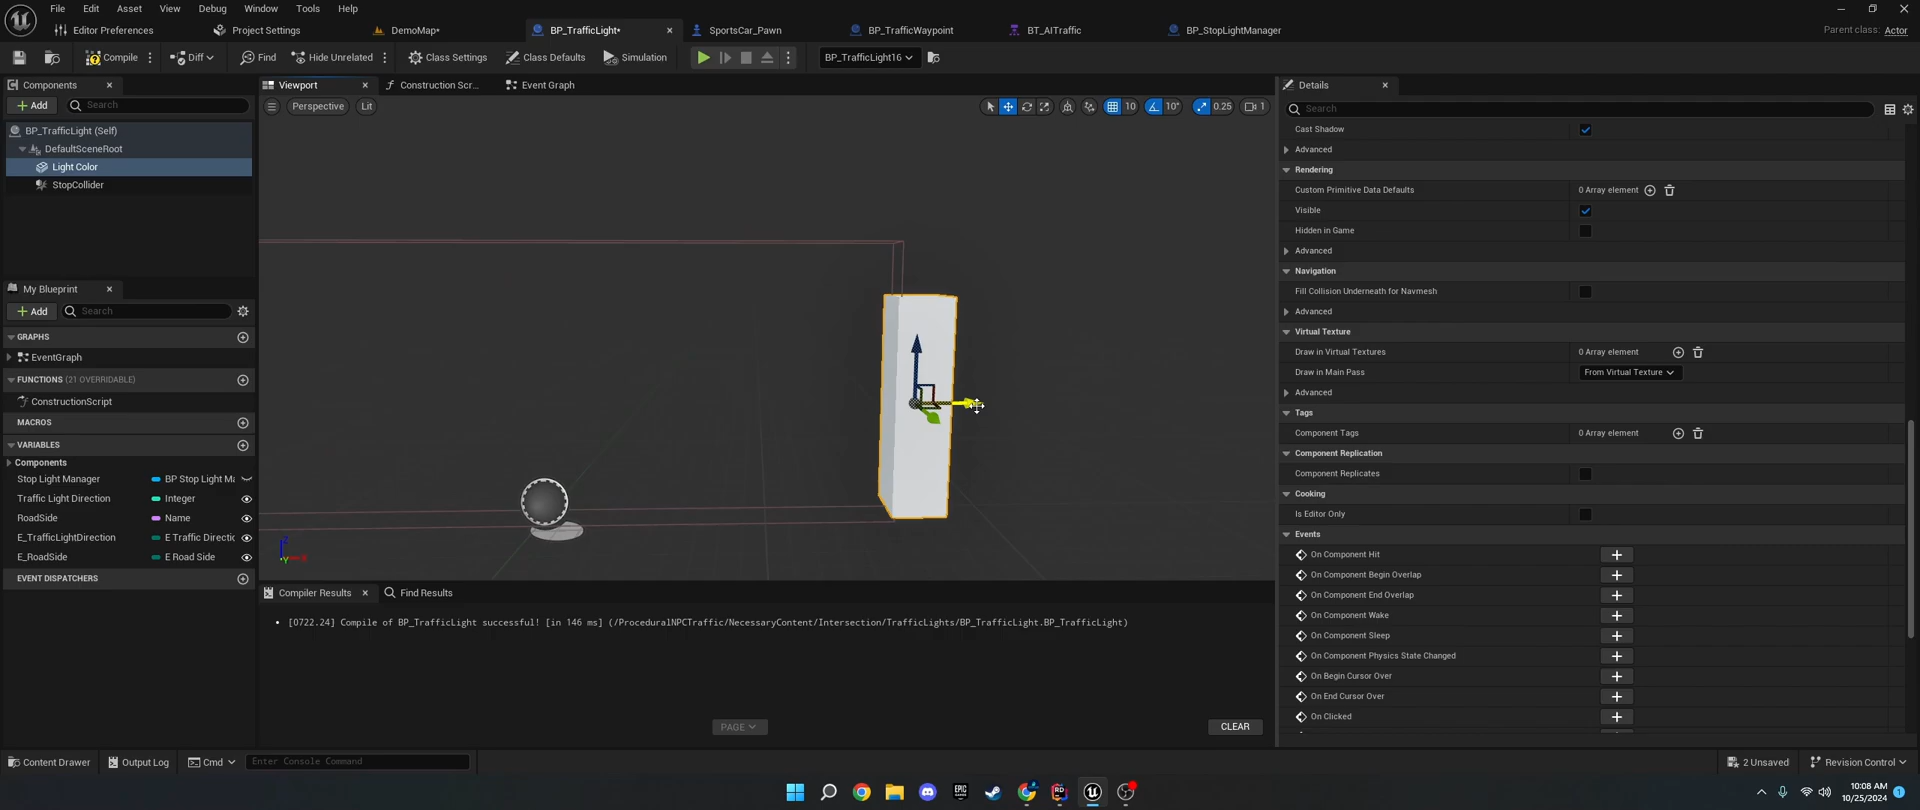 File Edit Asset View Debug Window Tools Help
Editor Preferences Project Settings DemoMap* BP_TrafficLight* SportsCar_Pawn BP_TrafficWaypoint BT_AITraffic BP_StopLightManager Parent class: Actor
Compile Diff Find Hide Unrelated Class Settings Class Defaults Simulation BP_TrafficLight16
Components Viewport Construction Scr... Event Graph Details
Add Search Perspective Lit 10 10° 0.25 1 Search
BP_TrafficLight (Self)
DefaultSceneRoot
Light Color
StopCollider
My Blueprint
Add Search
GRAPHS
EventGraph
FUNCTIONS (21 OVERRIDABLE)
ConstructionScript
MACROS
VARIABLES
Components
Stop Light Manager BP Stop Light Ma
Traffic Light Direction Integer
RoadSide Name
E_TrafficLightDirection E Traffic Directio
E_RoadSide E Road Side
EVENT DISPATCHERS
Z X Y
Compiler Results Find Results
• [0722.24] Compile of BP_TrafficLight successful! [in 146 ms] (/ProceduralNPCTraffic/NecessaryContent/Intersection/TrafficLights/BP_TrafficLight.BP_TrafficLight)
PAGE CLEAR
Cast Shadow
Advanced
Rendering
Custom Primitive Data Defaults 0 Array element
Visible
Hidden in Game
Advanced
Navigation
Fill Collision Underneath for Navmesh
Advanced
Virtual Texture
Draw in Virtual Textures 0 Array element
Draw in Main Pass From Virtual Texture
Advanced
Tags
Component Tags 0 Array element
Component Replication
Component Replicates
Cooking
Is Editor Only
Events
On Component Hit
On Component Begin Overlap
On Component End Overlap
On Component Wake
On Component Sleep
On Component Physics State Changed
On Begin Cursor Over
On End Cursor Over
On Clicked
Content Drawer Output Log Cmd Enter Console Command 2 Unsaved Revision Control
EPIC GAMES RD
10:08 AM
10/25/2024
1